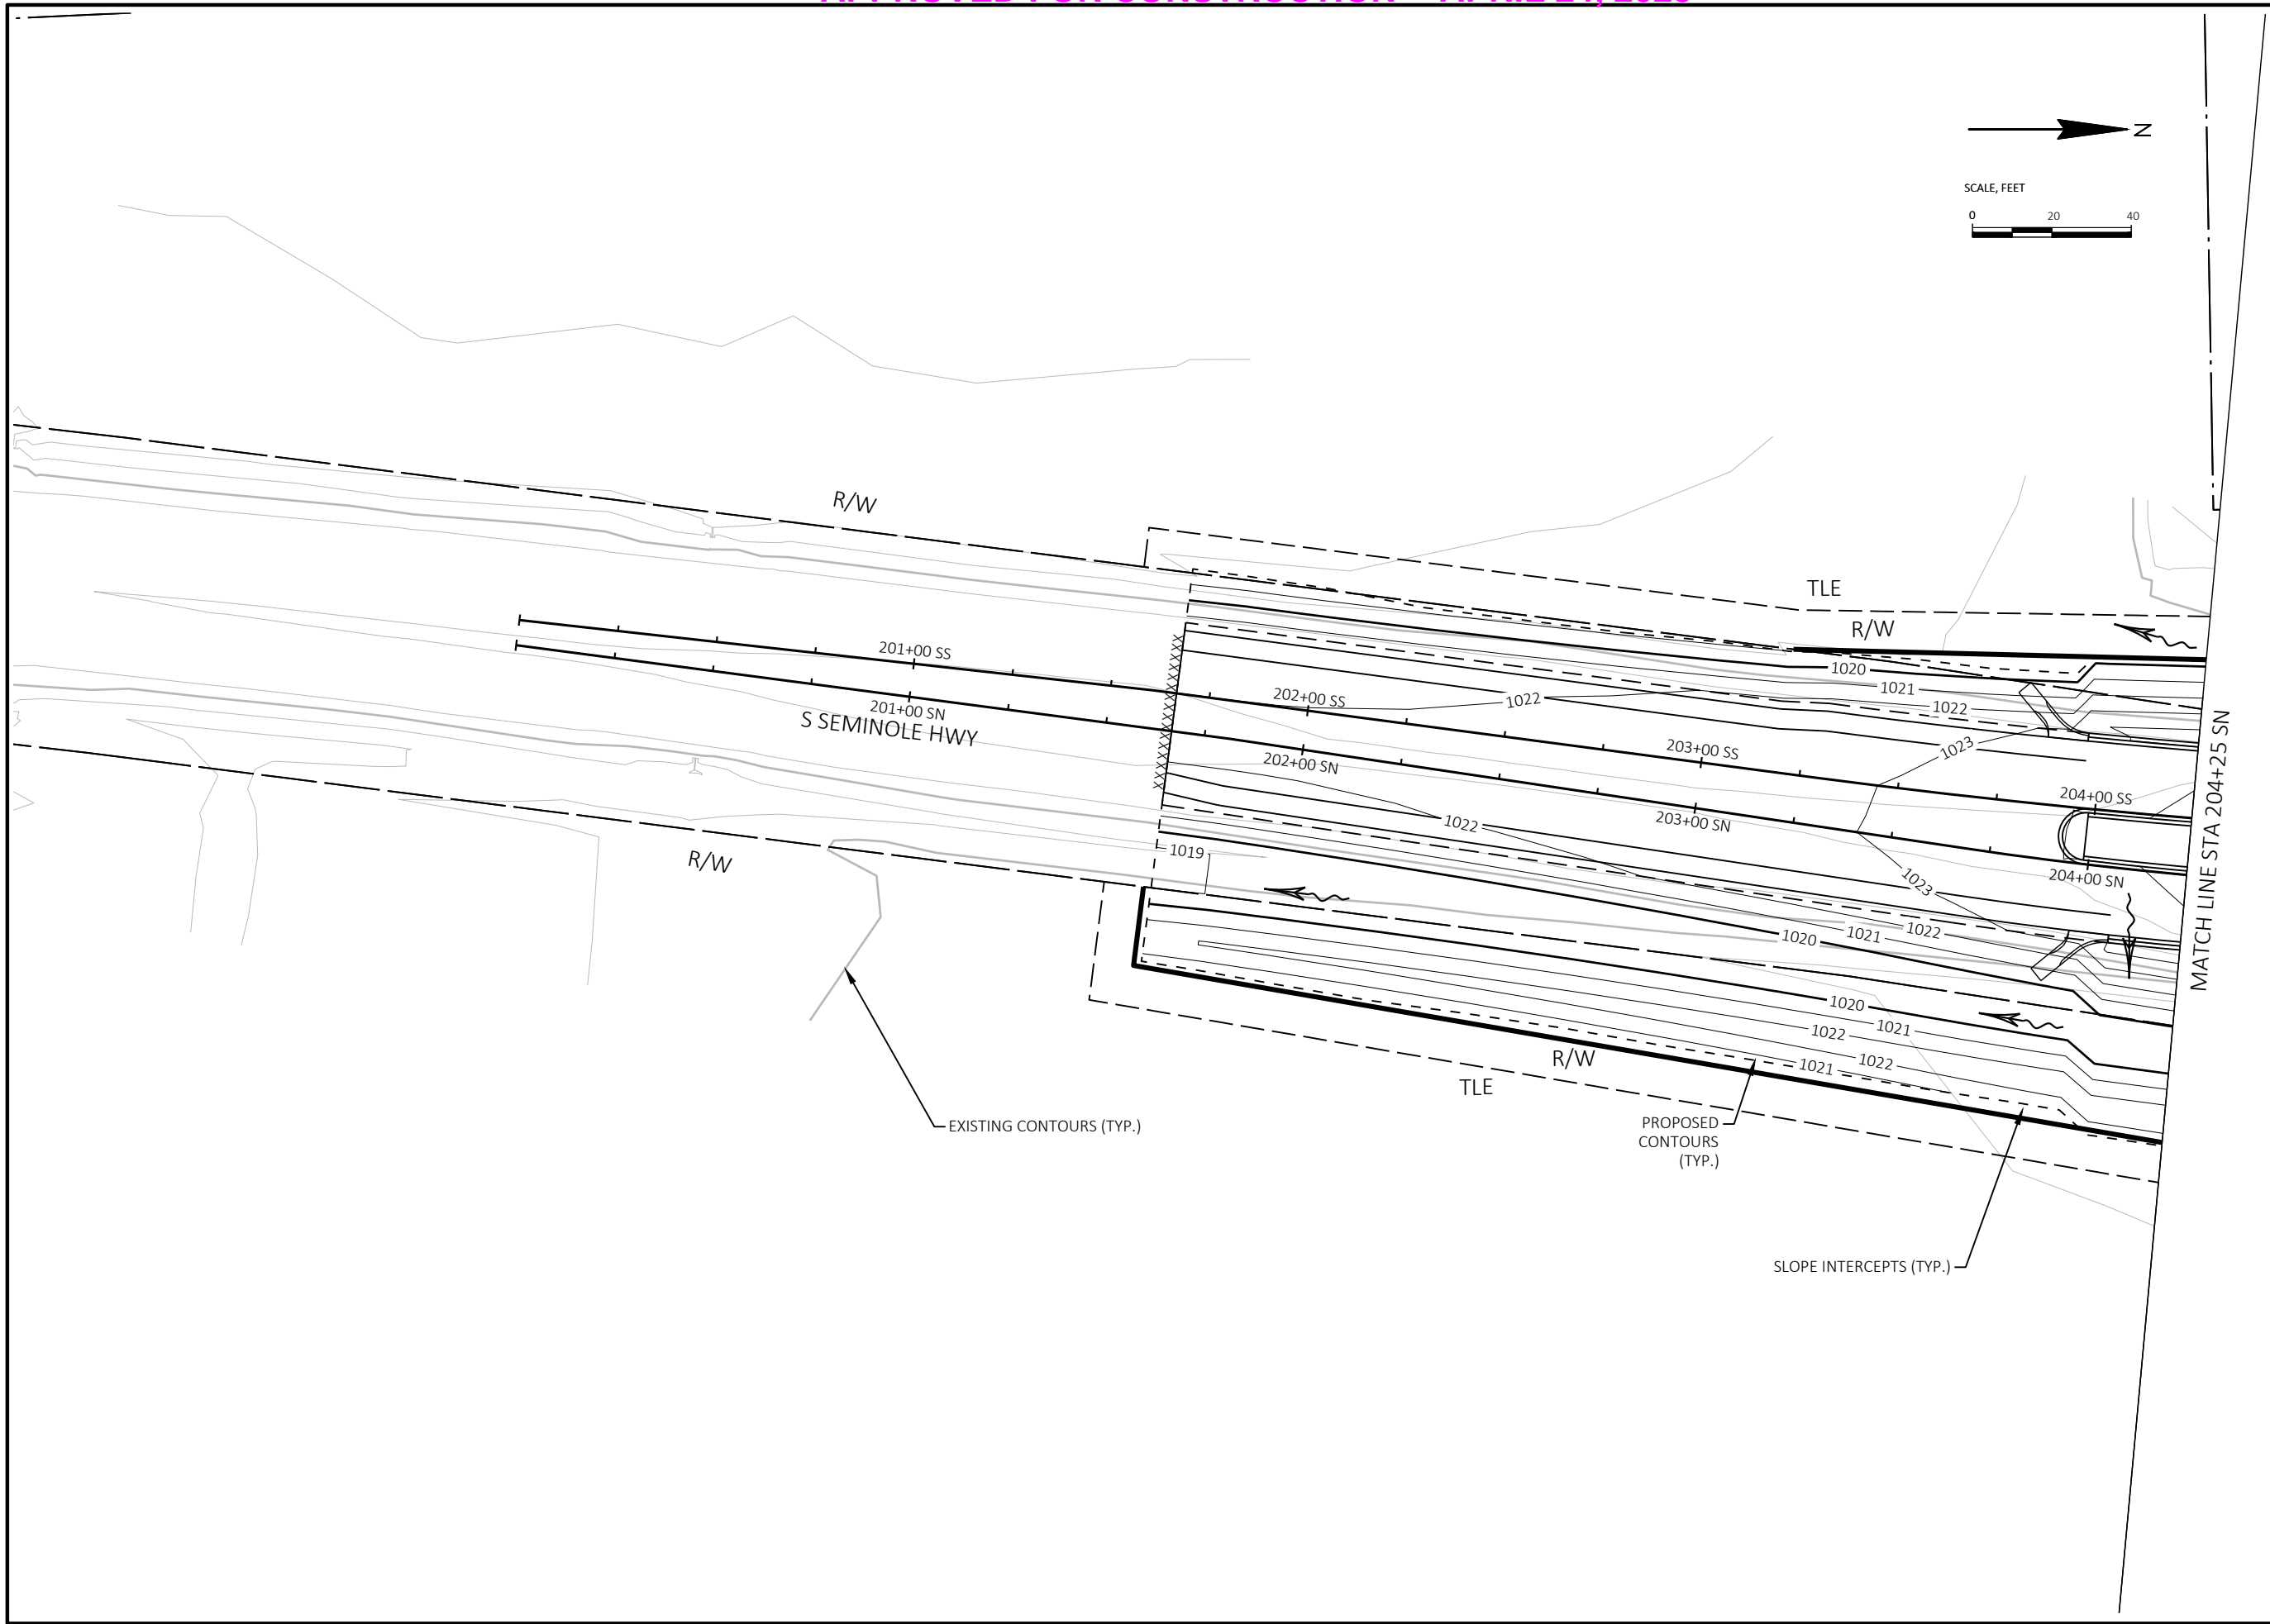 APPROVED FOR CONSTRUCTION
N
SCALE, FEET
0 20 40
R/W
TLE
R/W
201+00 SS
201+00 SN
S SEMINOLE HWY
202+00 SS
202+00 SN
1022
1020
1021
1022
203+00 SS
203+00 SN
1023
204+00 SS
204+00 SN
1022
1019
1023
R/W
1020
1021
1022
1020
1021
1022
1022
1021
R/W
TLE
MATCH LINE STA 204+25 SN
EXISTING CONTOURS (TYP.)
PROPOSED
CONTOURS
(TYP.)
SLOPE INTERCEPTS (TYP.)